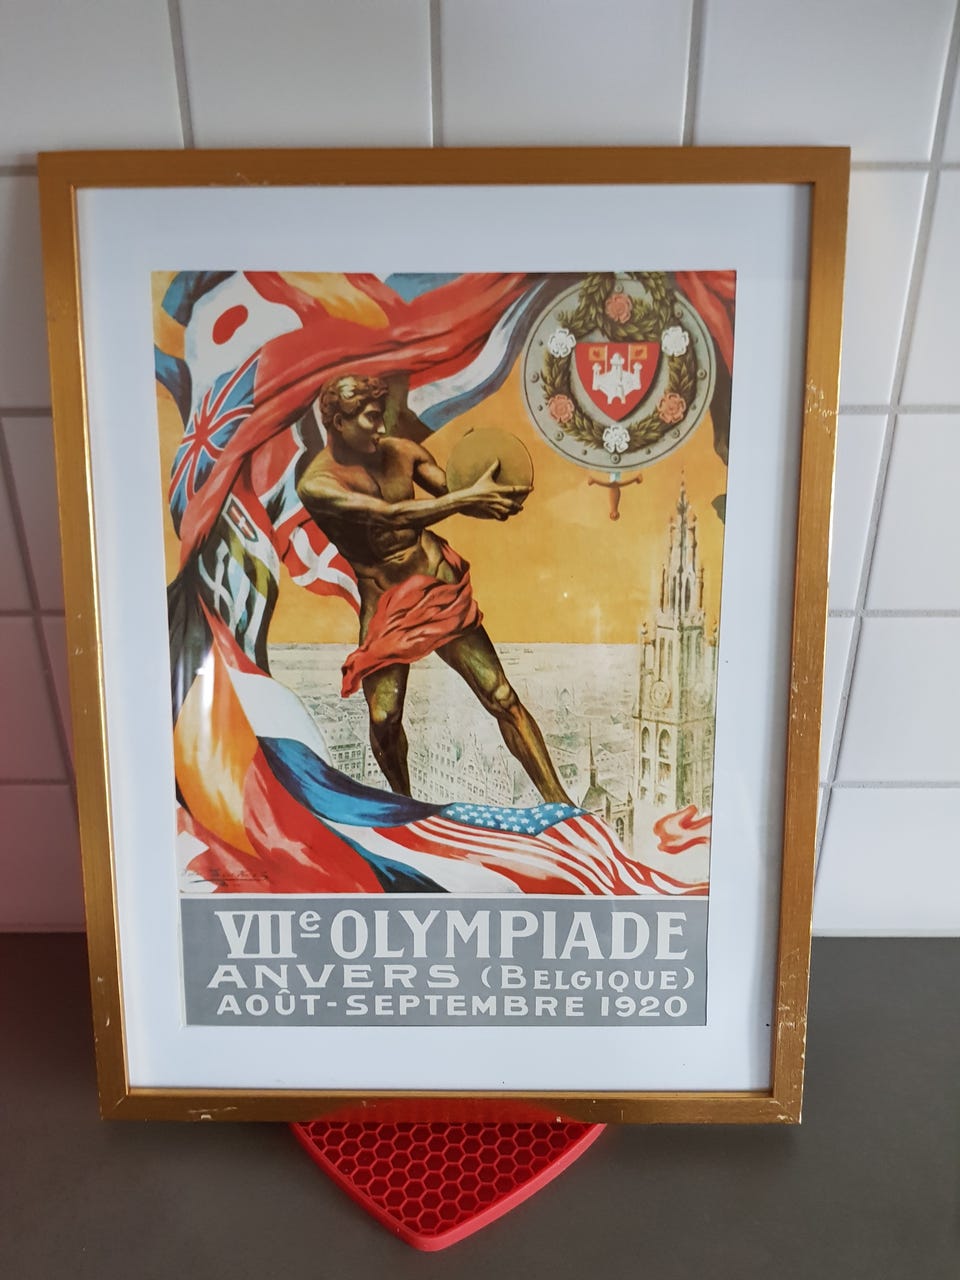 VIIe OLYMPIADE
ANVERS (BELGIQUE)
AOÛT-SEPTEMBRE 1920